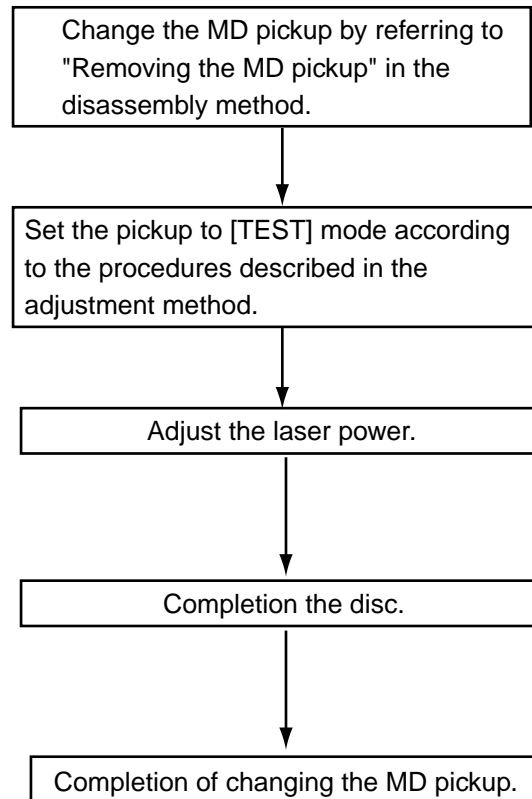 Change the MD pickup by referring to
"Removing the MD pickup" in the
disassembly method.
Set the pickup to [TEST] mode according
to the procedures described in the
adjustment method.
Adjust the laser power.
Completion the disc.
Completion of changing the MD pickup.